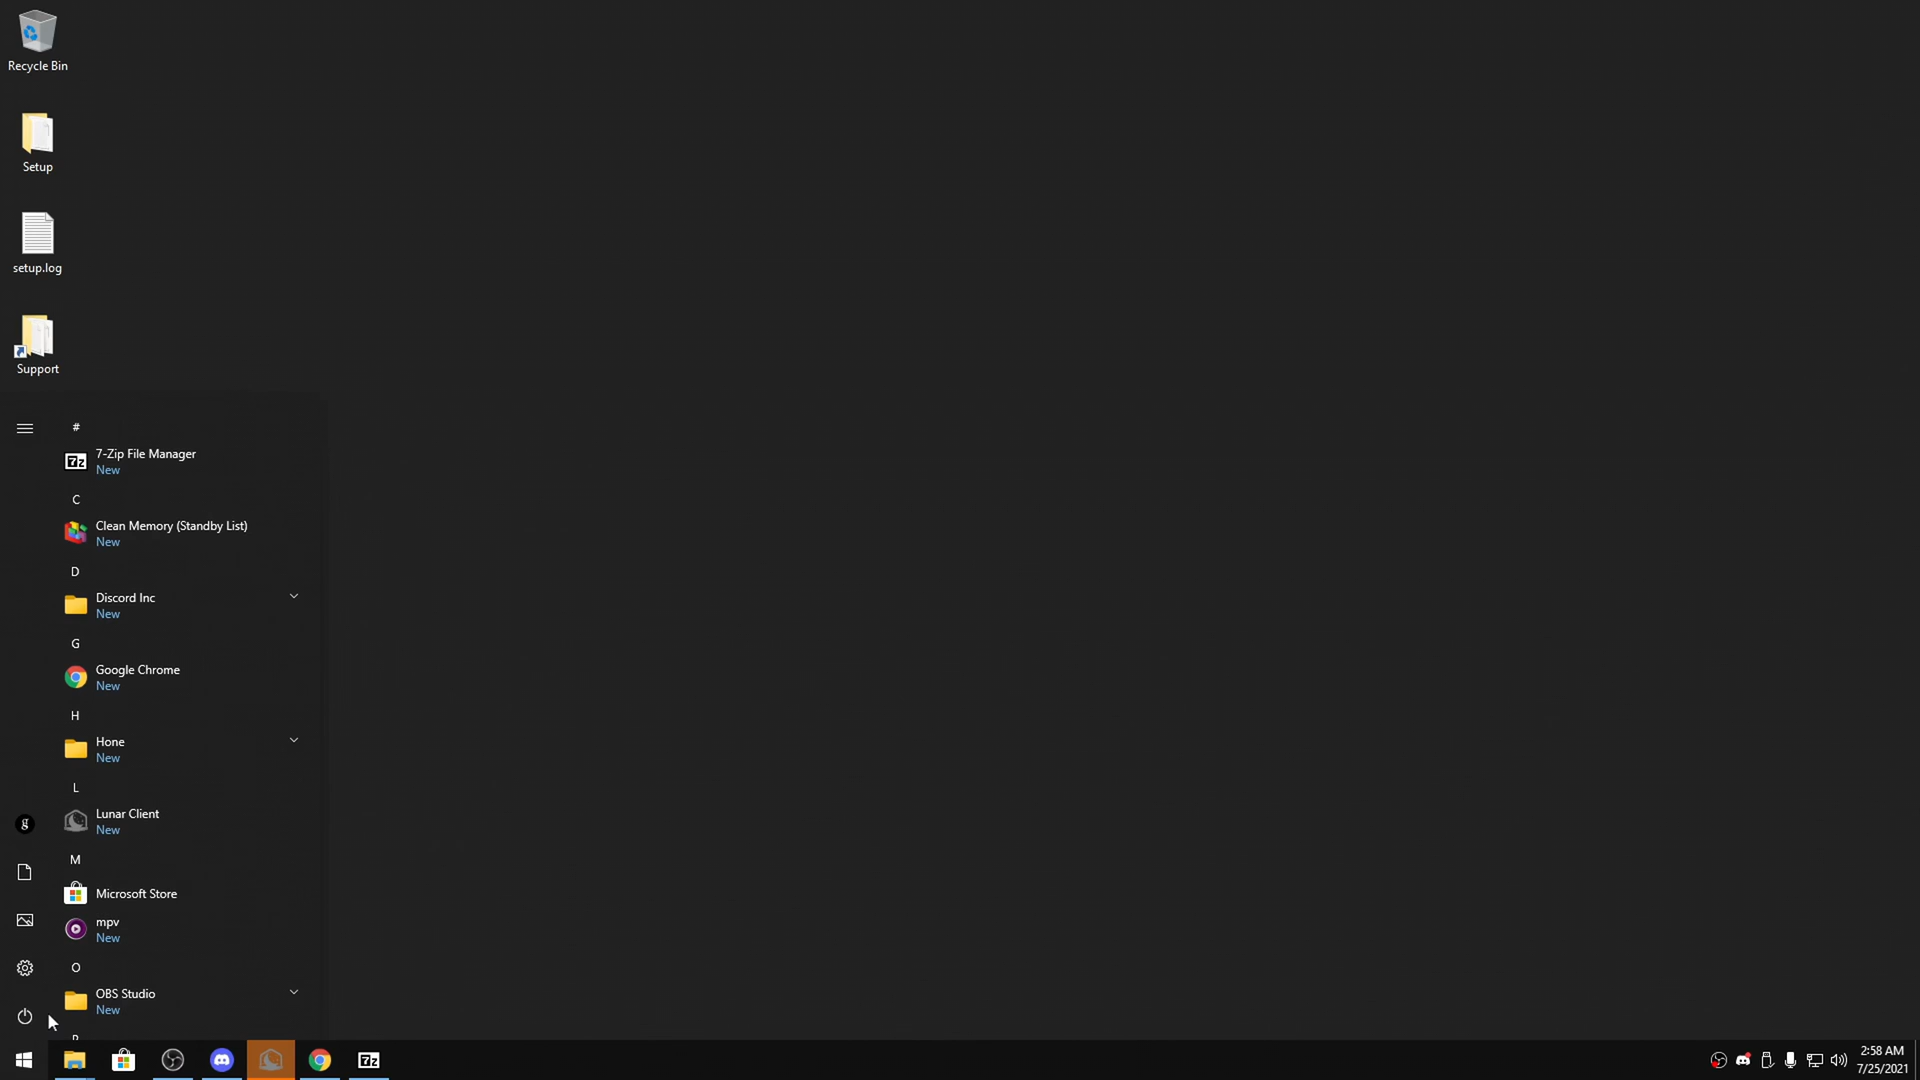 Recycle Bin
Setup
setup.log
Support
#
7-Zip File Manager
New
C
Clean Memory (Standby List)
New
D
Discord Inc
New
G
Google Chrome
New
H
Hone
New
L
Lunar Client
New
M
Microsoft Store
mpv
New
O
OBS Studio
New
g
7z
7z
2:58 AM
7/25/2021